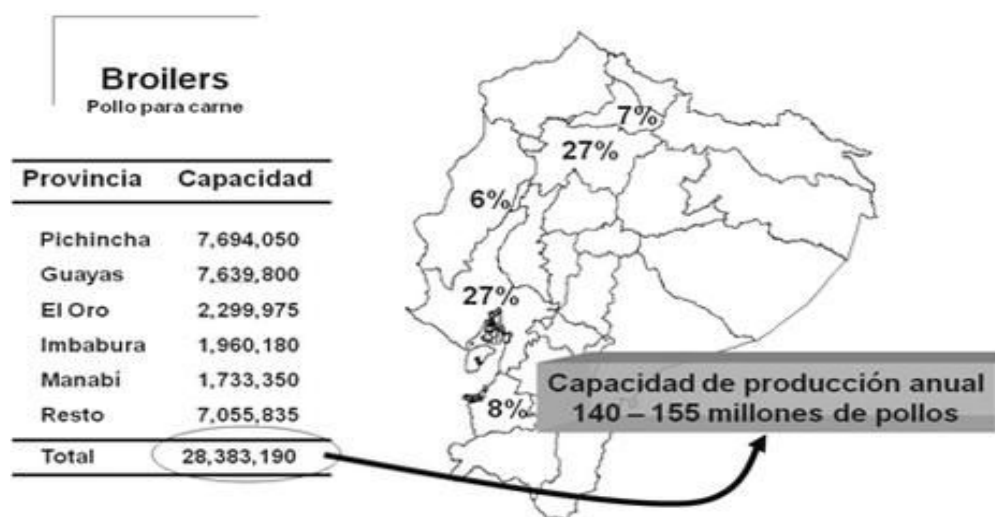 Broilers
Pollo para carne
Provincia Capacidad
Pichincha 7,694,050
Guayas 7,639,800
El Oro 2,299,975
Imbabura 1,960,180
Manabí 1,733,350
Resto 7,055,835
Total 28,383,190
7%
27%
6%
27%
8%
Capacidad de producción anual
140 – 155 millones de pollos